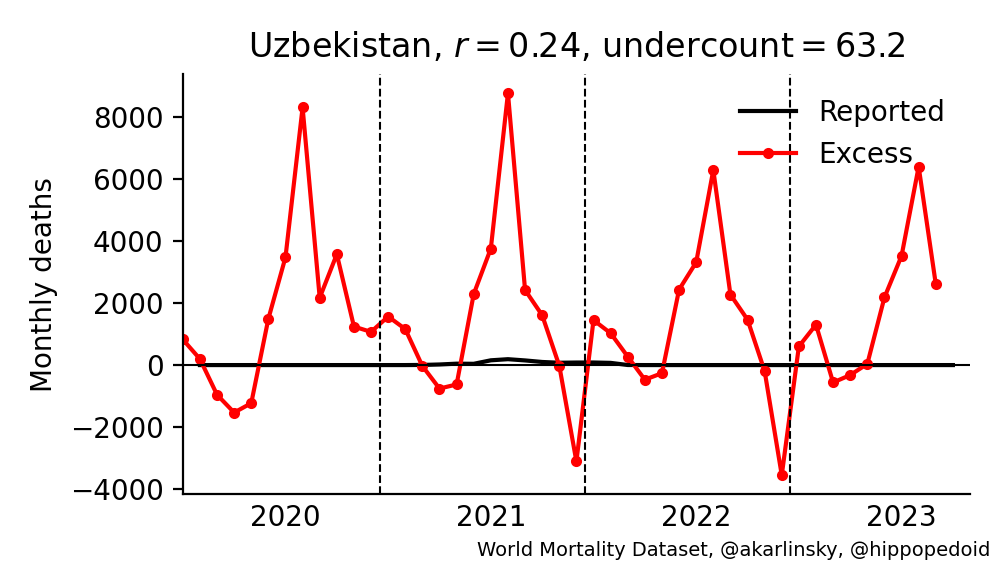 Uzbekistan, r = 0.24, undercount = 63.2
Monthly deaths
8000
6000
4000
2000
0
−2000
−4000
Reported
Excess
2020 2021 2022 2023
World Mortality Dataset, @akarlinsky, @hippopedoid